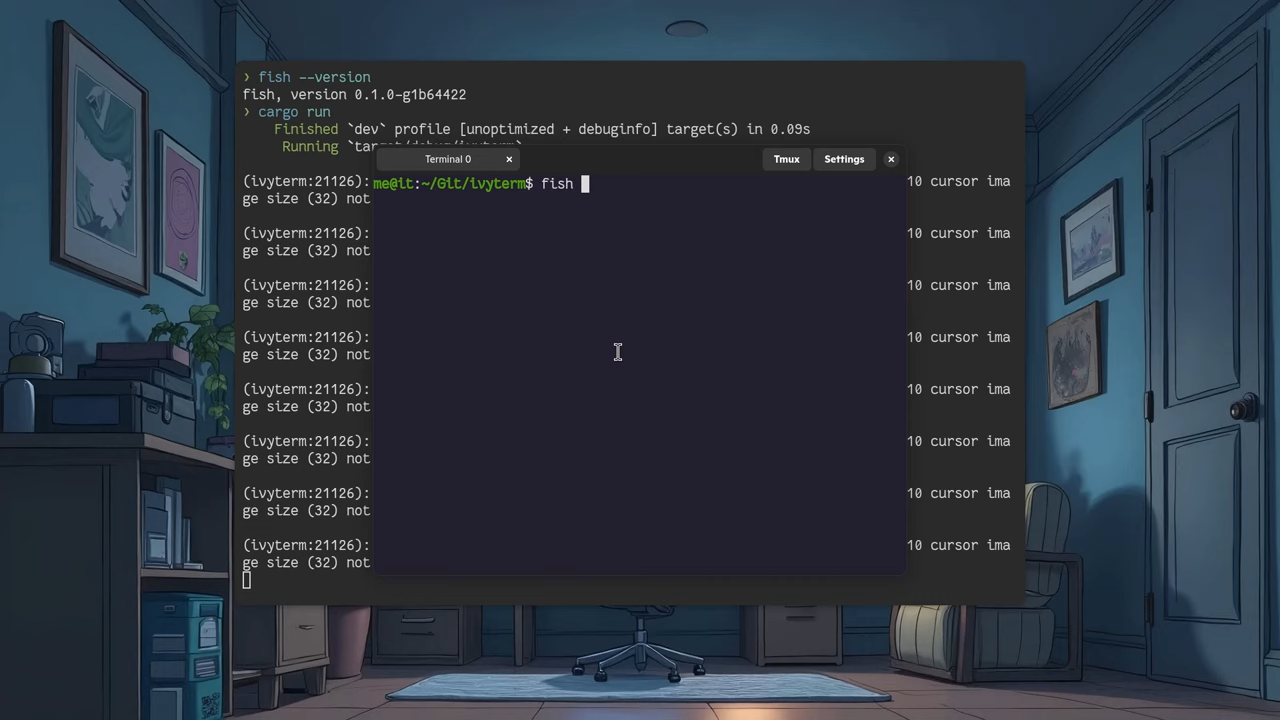 ❯ fish --version
fish, version 0.1.0-g1b64422
❯ cargo run
Finished `dev` profile [unoptimized + debuginfo] target(s) in 0.09s
Running `target/debug/ivyterm`
Terminal 0 × Tmux Settings ×
(ivyterm:21126): me@it:~/Git/ivyterm$ fish 10 cursor ima
ge size (32) not
(ivyterm:21126): 10 cursor ima
ge size (32) not
(ivyterm:21126): 10 cursor ima
ge size (32) not
(ivyterm:21126): 10 cursor ima
ge size (32) not
(ivyterm:21126): 10 cursor ima
ge size (32) not
(ivyterm:21126): 10 cursor ima
ge size (32) not
(ivyterm:21126): 10 cursor ima
ge size (32) not
(ivyterm:21126): 10 cursor ima
ge size (32) not